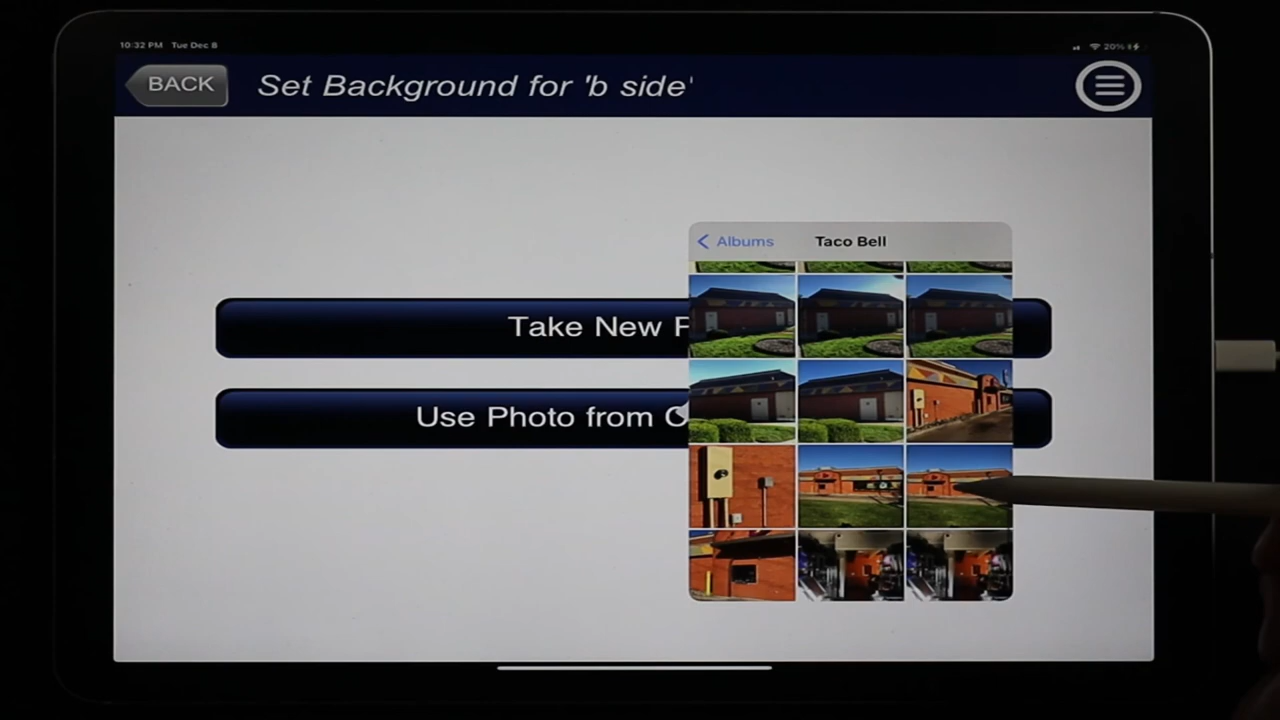 10:32 PM Tue Dec 8
20%
BACK
Set Background for 'b side'
Albums
Taco Bell
Take New
Use Photo from